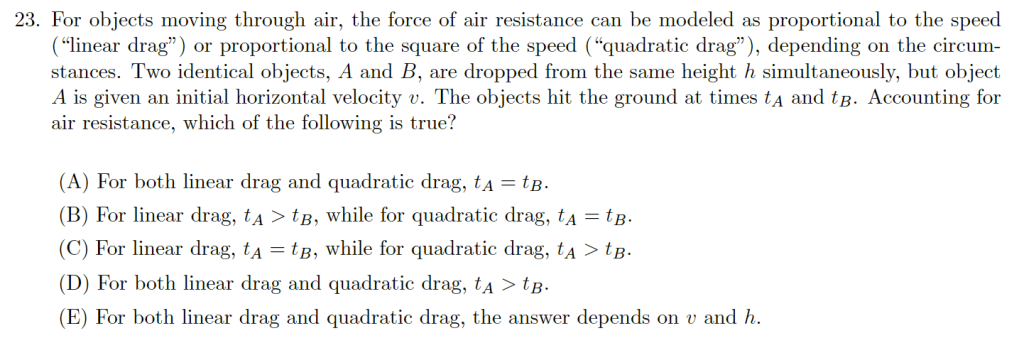 23. For objects moving through air, the force of air resistance can be modeled as proportional to the speed
(“linear drag”) or proportional to the square of the speed (“quadratic drag”), depending on the circum-
stances. Two identical objects, A and B, are dropped from the same height h simultaneously, but object
A is given an initial horizontal velocity v. The objects hit the ground at times t_A and t_B. Accounting for
air resistance, which of the following is true?
(A) For both linear drag and quadratic drag, t_A = t_B.
(B) For linear drag, t_A > t_B, while for quadratic drag, t_A = t_B.
(C) For linear drag, t_A = t_B, while for quadratic drag, t_A > t_B.
(D) For both linear drag and quadratic drag, t_A > t_B.
(E) For both linear drag and quadratic drag, the answer depends on v and h.